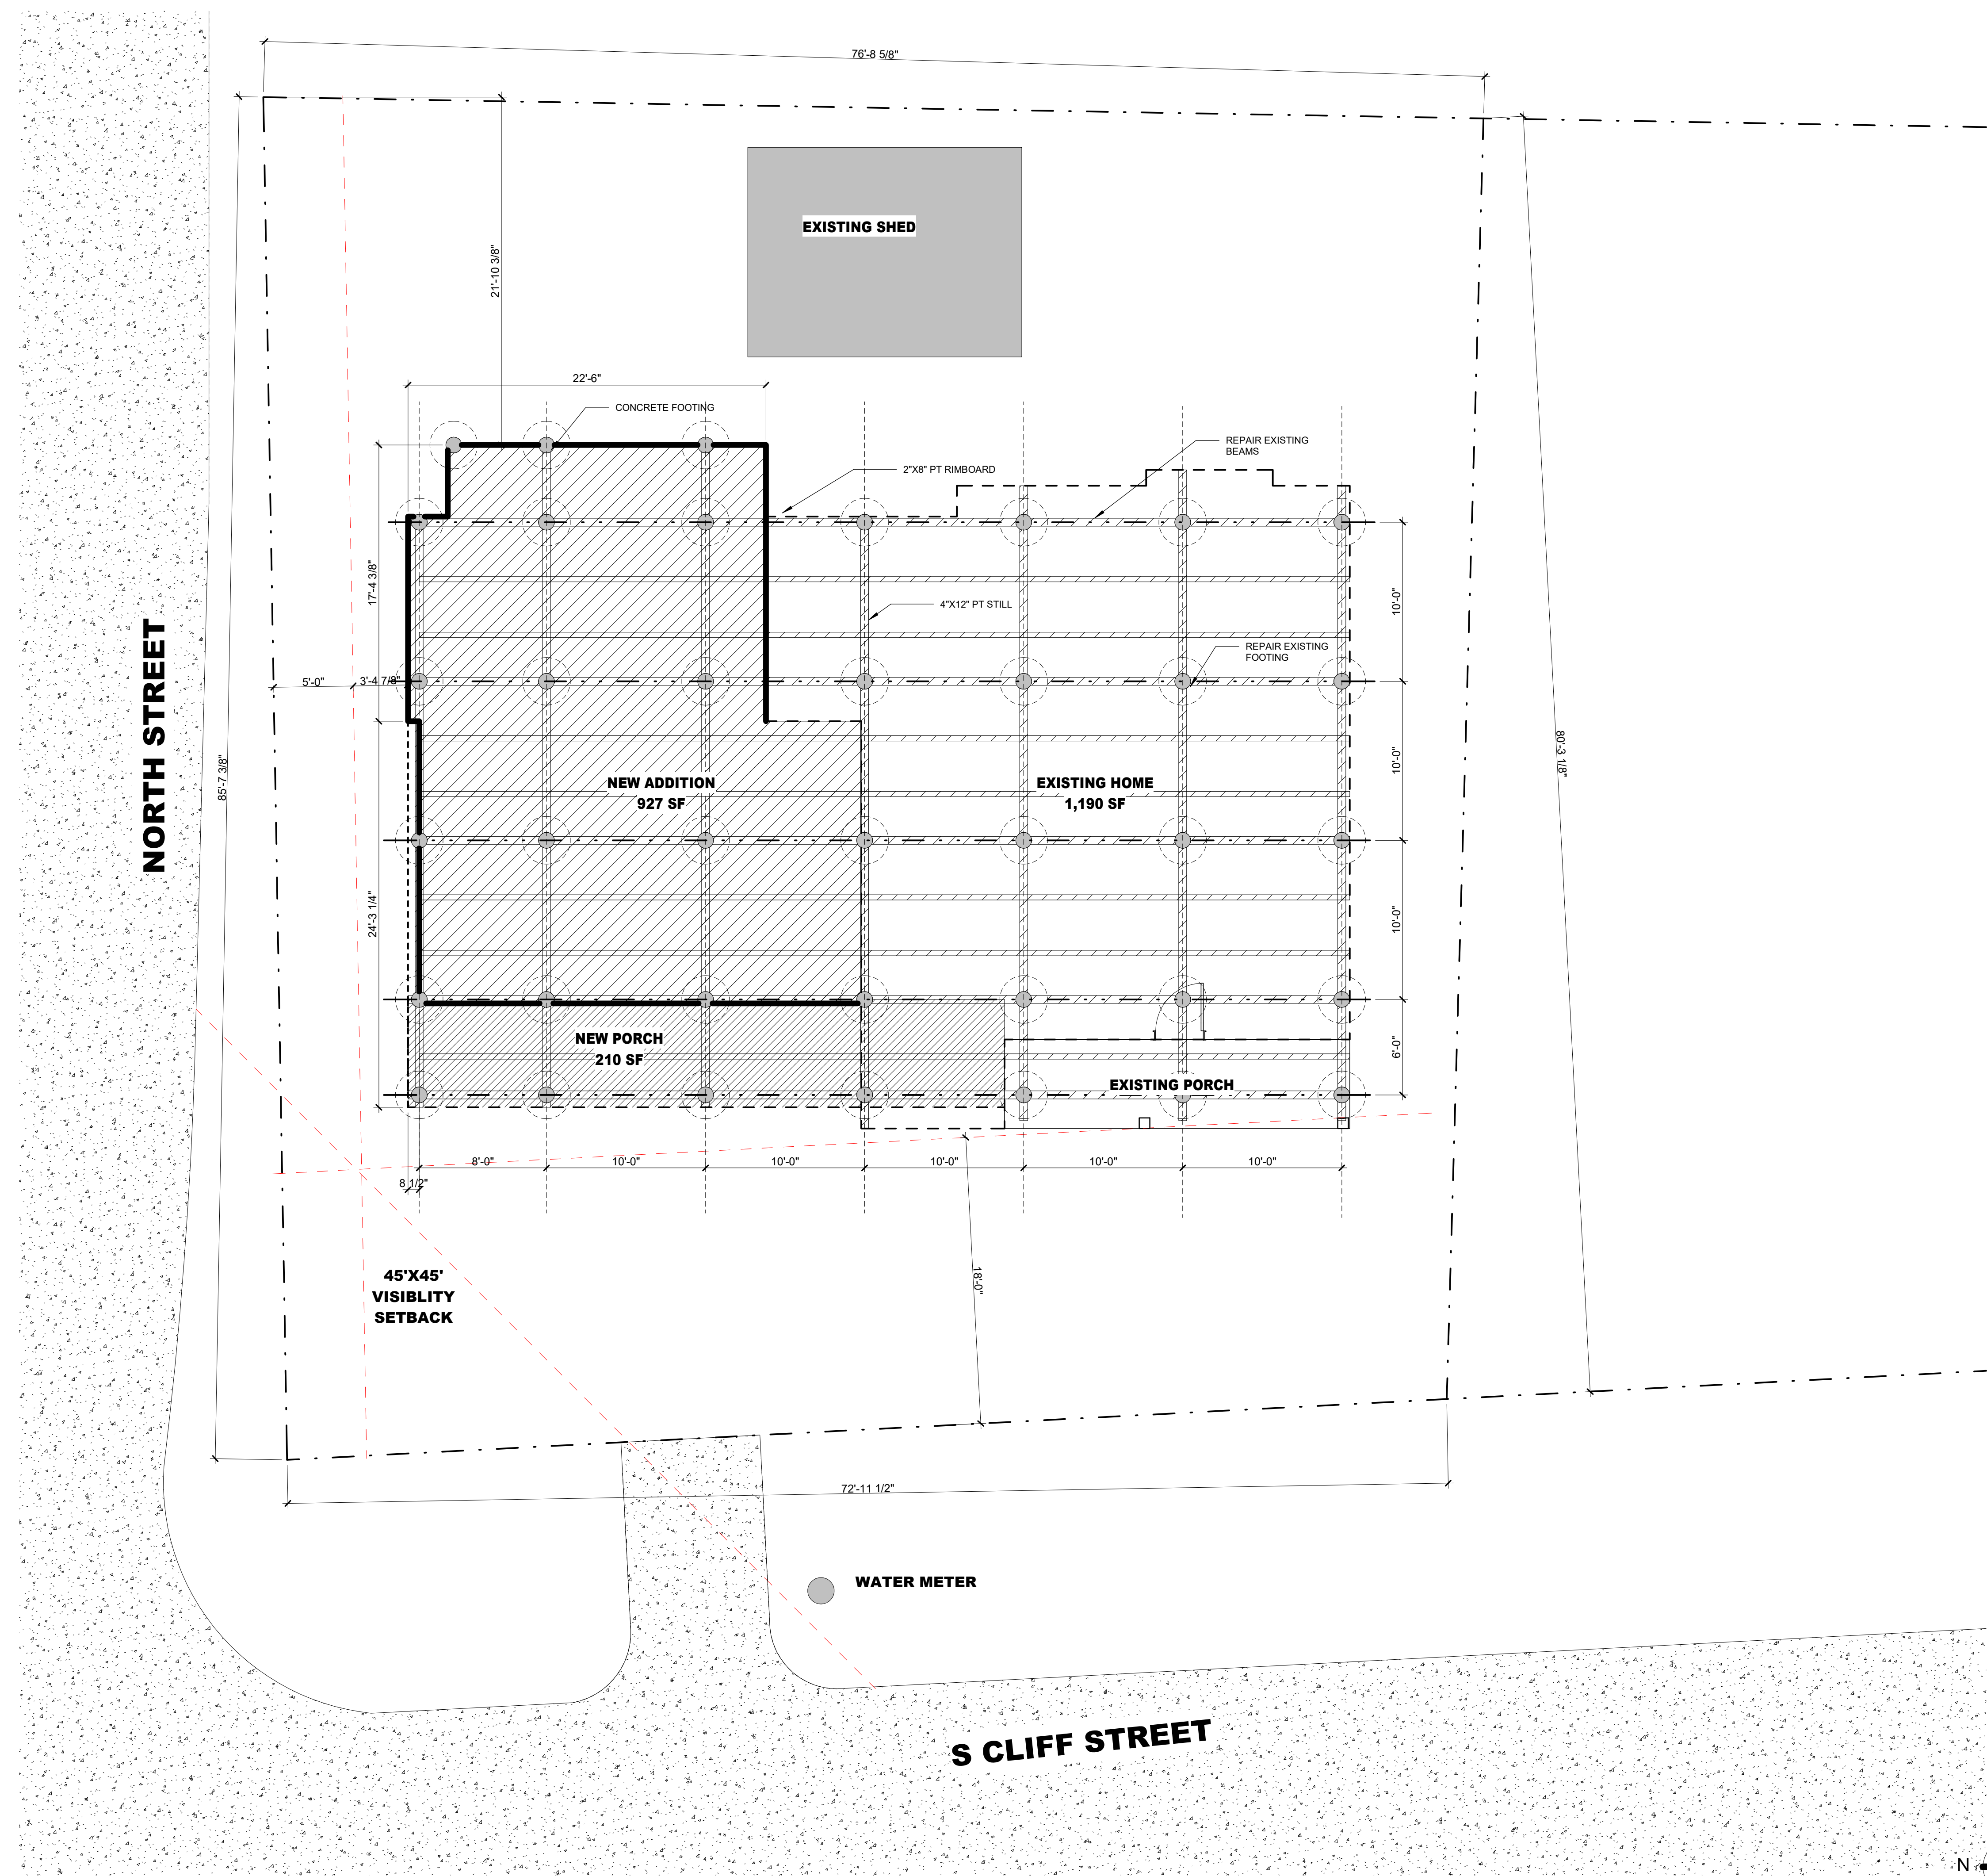 76'-8 5/8"
EXISTING SHED
21'-10 3/8"
22'-6"
CONCRETE FOOTING
REPAIR EXISTING
BEAMS
2"X8" PT RIMBOARD
17'-4 3/8"
4"X12" PT STILL
10'-0"
REPAIR EXISTING
FOOTING
NORTH STREET
5'-0"
3'-4 7/8"
85'-7 3/8"
80'-3 1/8"
10'-0"
NEW ADDITION
927 SF
EXISTING HOME
1,190 SF
24'-3 1/4"
10'-0"
NEW PORCH
210 SF
6'-0"
EXISTING PORCH
8'-0"
10'-0"
10'-0"
10'-0"
10'-0"
10'-0"
8 1/2"
18'-0"
45'X45'
VISIBLITY
SETBACK
72'-11 1/2"
WATER METER
S CLIFF STREET
N